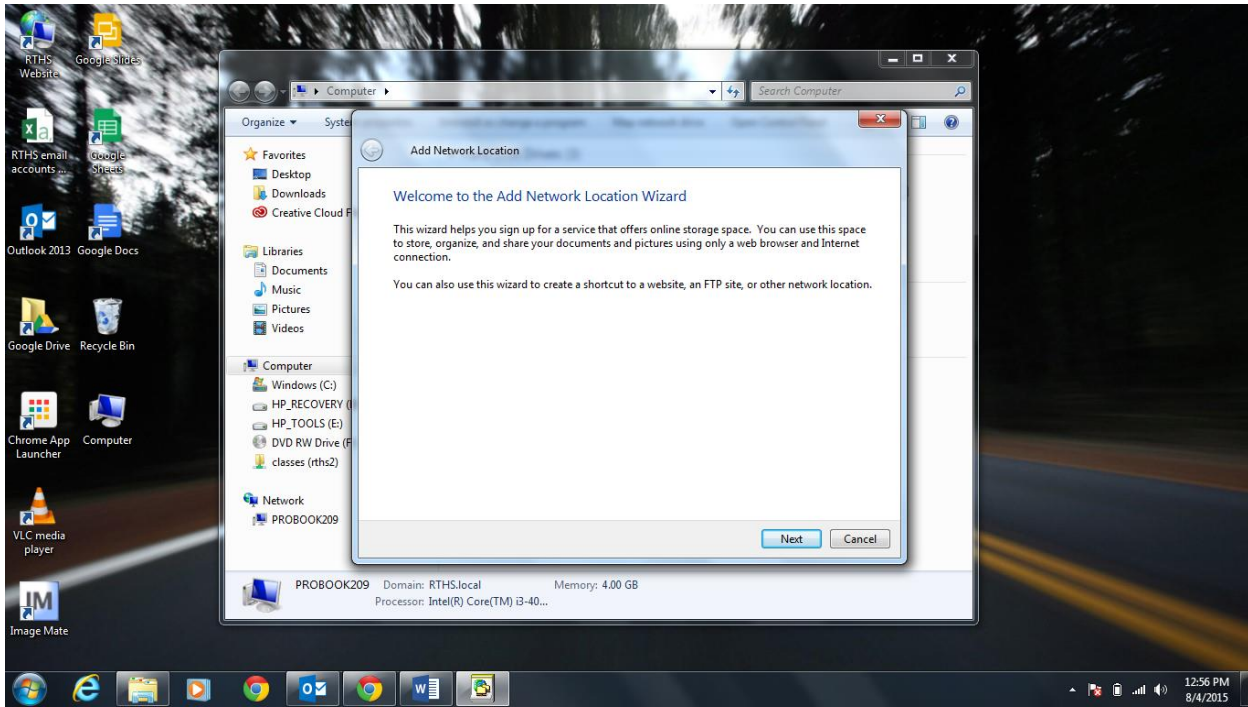 RTHS
Website
Google Slides
RTHS email
accounts ...
Google
Sheets
Outlook 2013
Google Docs
Google Drive
Recycle Bin
Chrome App
Launcher
Computer
VLC media
player
IM
Image Mate
Computer
Search Computer
Organize
Syste
Favorites
Desktop
Downloads
Creative Cloud F
Libraries
Documents
Music
Pictures
Videos
Computer
Windows (C:)
HP_RECOVERY (
HP_TOOLS (E:)
DVD RW Drive (F
classes (rths2)
Network
PROBOOK209
Add Network Location
Welcome to the Add Network Location Wizard
This wizard helps you sign up for a service that offers online storage space. You can use this space
to store, organize, and share your documents and pictures using only a web browser and Internet
connection.
You can also use this wizard to create a shortcut to a website, an FTP site, or other network location.
Next Cancel
PROBOOK209 Domain: RTHS.local Memory: 4.00 GB
Processor: Intel(R) Core(TM) i3-40...
12:56 PM
8/4/2015